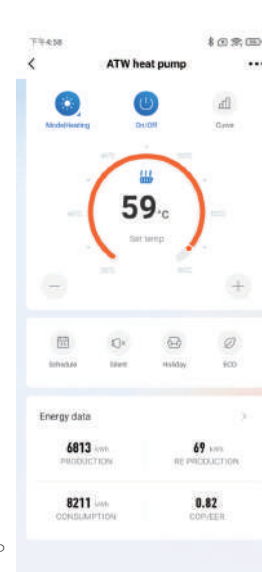 下午4:58
ATW heat pump
Mode(Heating) On/Off Curve
59°C
Set temp
Schedule Silent Holiday ECO
Energy data
6813 kWh 69 kWh
PRODUCTION RE PRODUCTION
8211 kWh 0.82
CONSUMPTION COP/EER